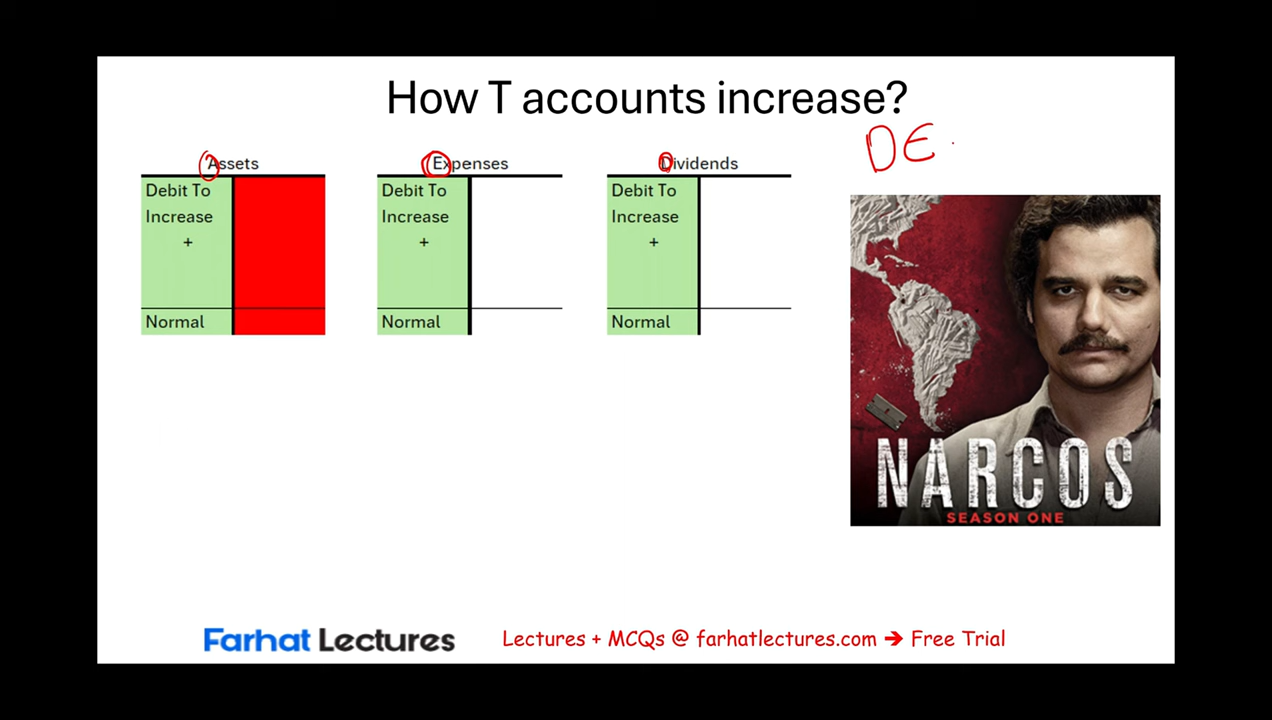 How T accounts increase?
DE
Assets
Debit To
Increase
+
Normal
Expenses
Debit To
Increase
+
Normal
Dividends
Debit To
Increase
+
Normal
NARCOS
SEASON ONE
Farhat Lectures
Lectures + MCQs @ farhatlectures.com ➔ Free Trial